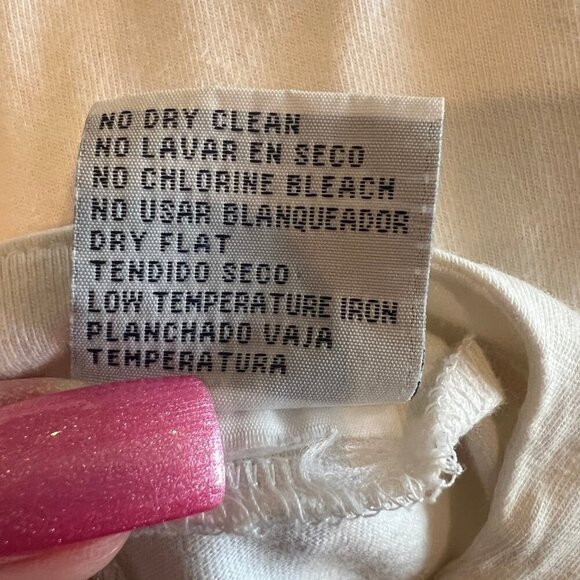 NO DRY CLEAN
NO LAVAR EN SECO
NO CHLORINE BLEACH
NO USAR BLANQUEADOR
DRY FLAT
TENDIDO SECO
LOW TEMPERATURE IRON
PLANCHADO VAJA
TEMPERATURA